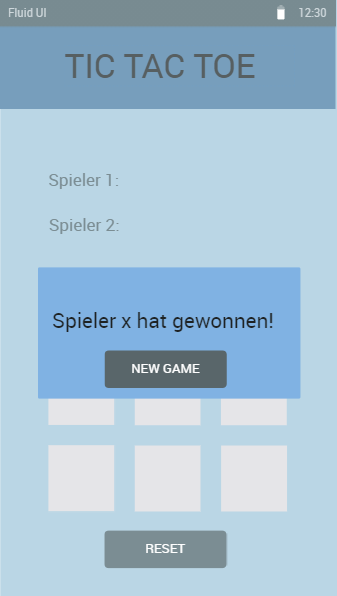 Fluid UI 12:30
TIC TAC TOE
Spieler 1:
Spieler 2:
Spieler x hat gewonnen!
NEW GAME
RESET